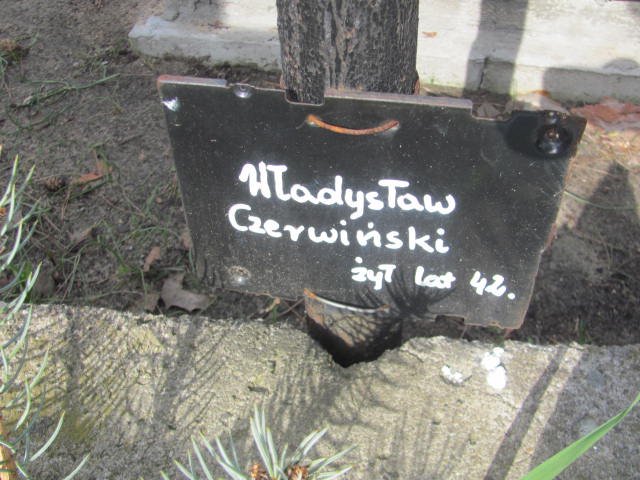 Władysław
Czerwiński
żył lat 42.